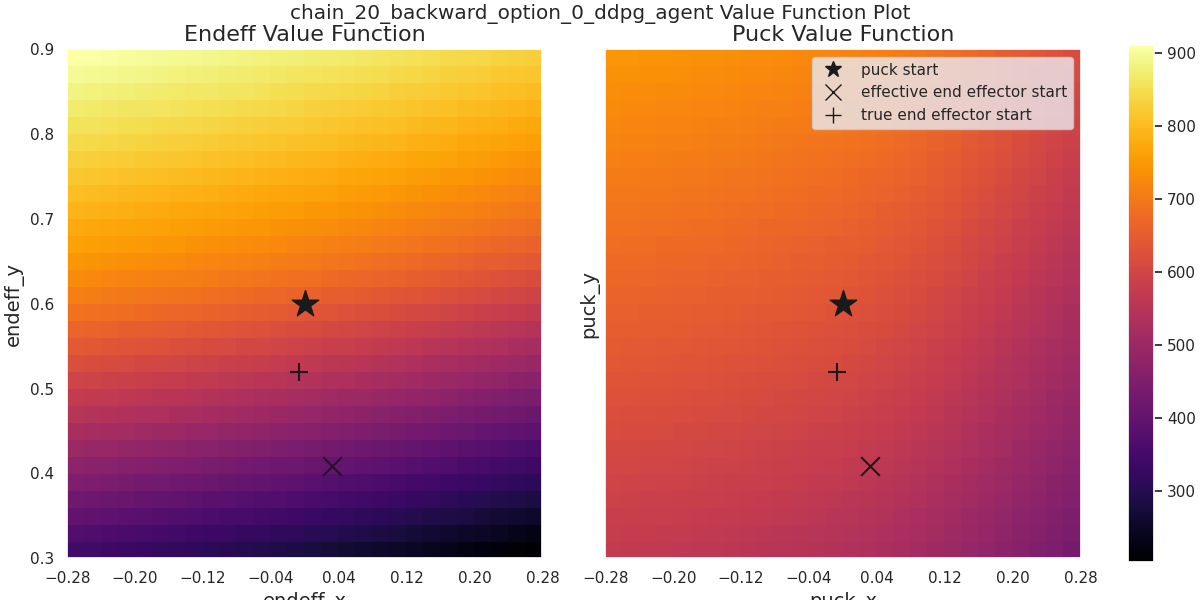 chain_20_backward_option_0_ddpg_agent Value Function Plot
Endeff Value Function
Puck Value Function
puck start
effective end effector start
true end effector start
endeff_y
0.9
0.8
0.7
0.6
0.5
0.4
0.3
−0.28 −0.20 −0.12 −0.04 0.04 0.12 0.20 0.28
endeff_x
puck_y
−0.28 −0.20 −0.12 −0.04 0.04 0.12 0.20 0.28
puck_x
900
800
700
600
500
400
300